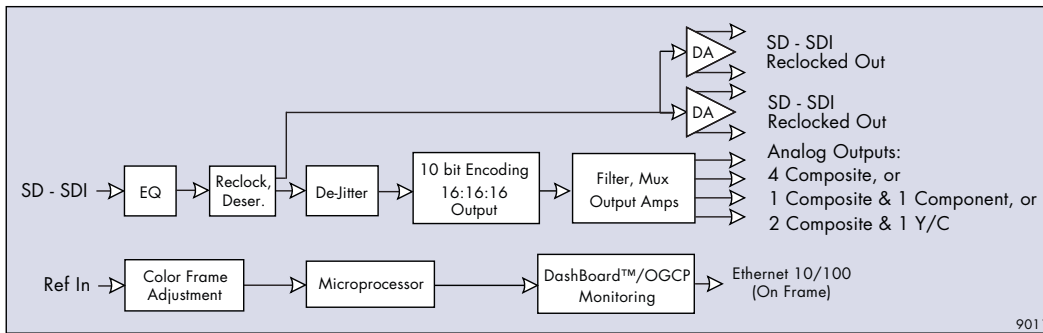 DA
SD - SDI
Reclocked Out
DA
SD - SDI
Reclocked Out
SD - SDI
EQ
Reclock,
Deser.
De-Jitter
10 bit Encoding
16:16:16
Output
Filter, Mux
Output Amps
Analog Outputs:
4 Composite, or
1 Composite & 1 Component, or
2 Composite & 1 Y/C
Ref In
Color Frame
Adjustment
Microprocessor
DashBoard™/OGCP
Monitoring
Ethernet 10/100
(On Frame)